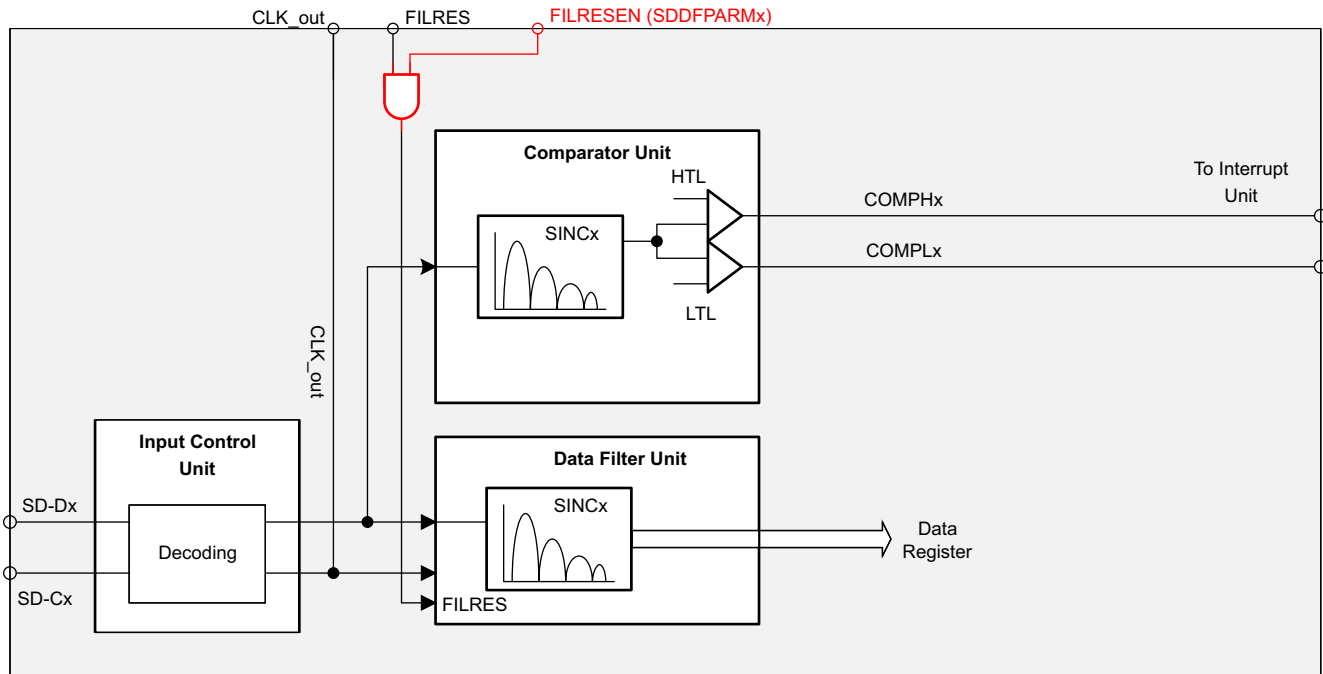 CLK_out
FILRES
FILRESEN (SDDFPARMx)
Comparator Unit
HTL
To Interrupt
Unit
COMPHx
SINCx
COMPLx
LTL
CLK_out
Input Control
Unit
Data Filter Unit
SD-Dx
SINCx
Decoding
Data
Register
SD-Cx
FILRES